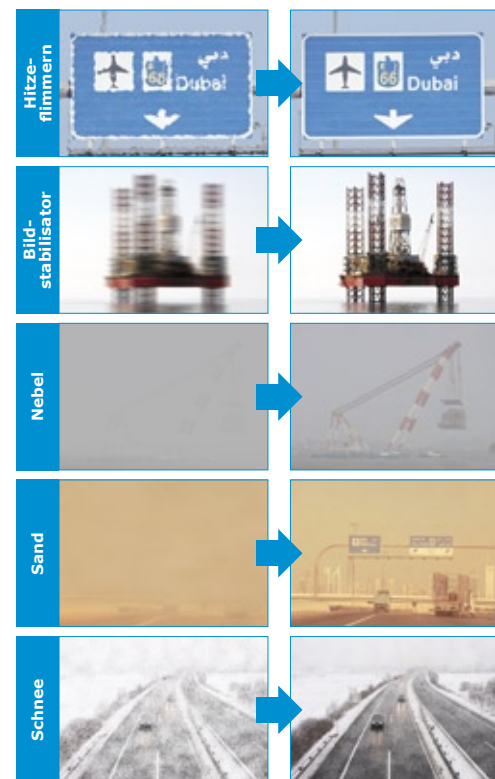 Hitze-
flimmern
دبي
66
Dubai
دبي
66
Dubai
Bild-
stabilisator
Nebel
Sand
Schnee